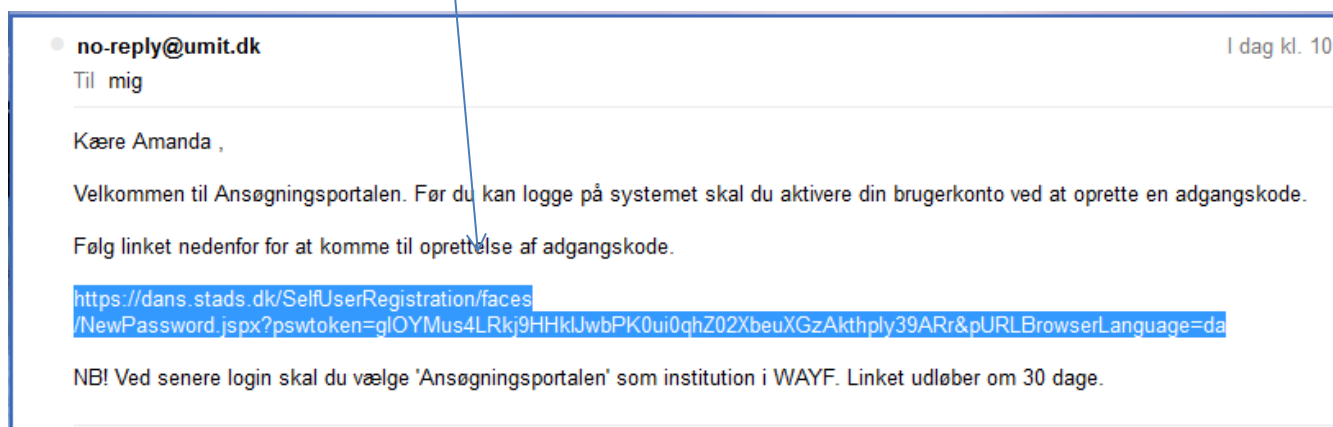 no-reply@umit.dk I dag kl. 10
Til mig
Kære Amanda ,
Velkommen til Ansøgningsportalen. Før du kan logge på systemet skal du aktivere din brugerkonto ved at oprette en adgangskode.
Følg linket nedenfor for at komme til oprettelse af adgangskode.
https://dans.stads.dk/SelfUserRegistration/faces
/NewPassword.jspx?pswtoken=glOYMus4LRkj9HHklJwbPK0ui0qhZ02XbeuXGzAkthply39ARr&pURLBrowserLanguage=da
NB! Ved senere login skal du vælge 'Ansøgningsportalen' som institution i WAYF. Linket udløber om 30 dage.